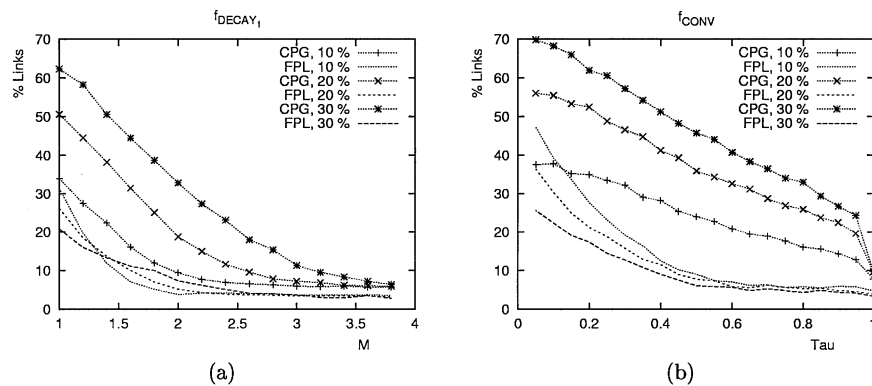 fDECAY1
% Links
70
60
50
40
30
20
10
0
CPG, 10 %
FPL, 10 %
CPG, 20 %
FPL, 20 %
CPG, 30 %
FPL, 30 %
1
1.5
2
2.5
3
3.5
4
M
(a)
fCONV
% Links
70
60
50
40
30
20
10
0
CPG, 10 %
FPL, 10 %
CPG, 20 %
FPL, 20 %
CPG, 30 %
FPL, 30 %
0
0.2
0.4
0.6
0.8
1
Tau
(b)